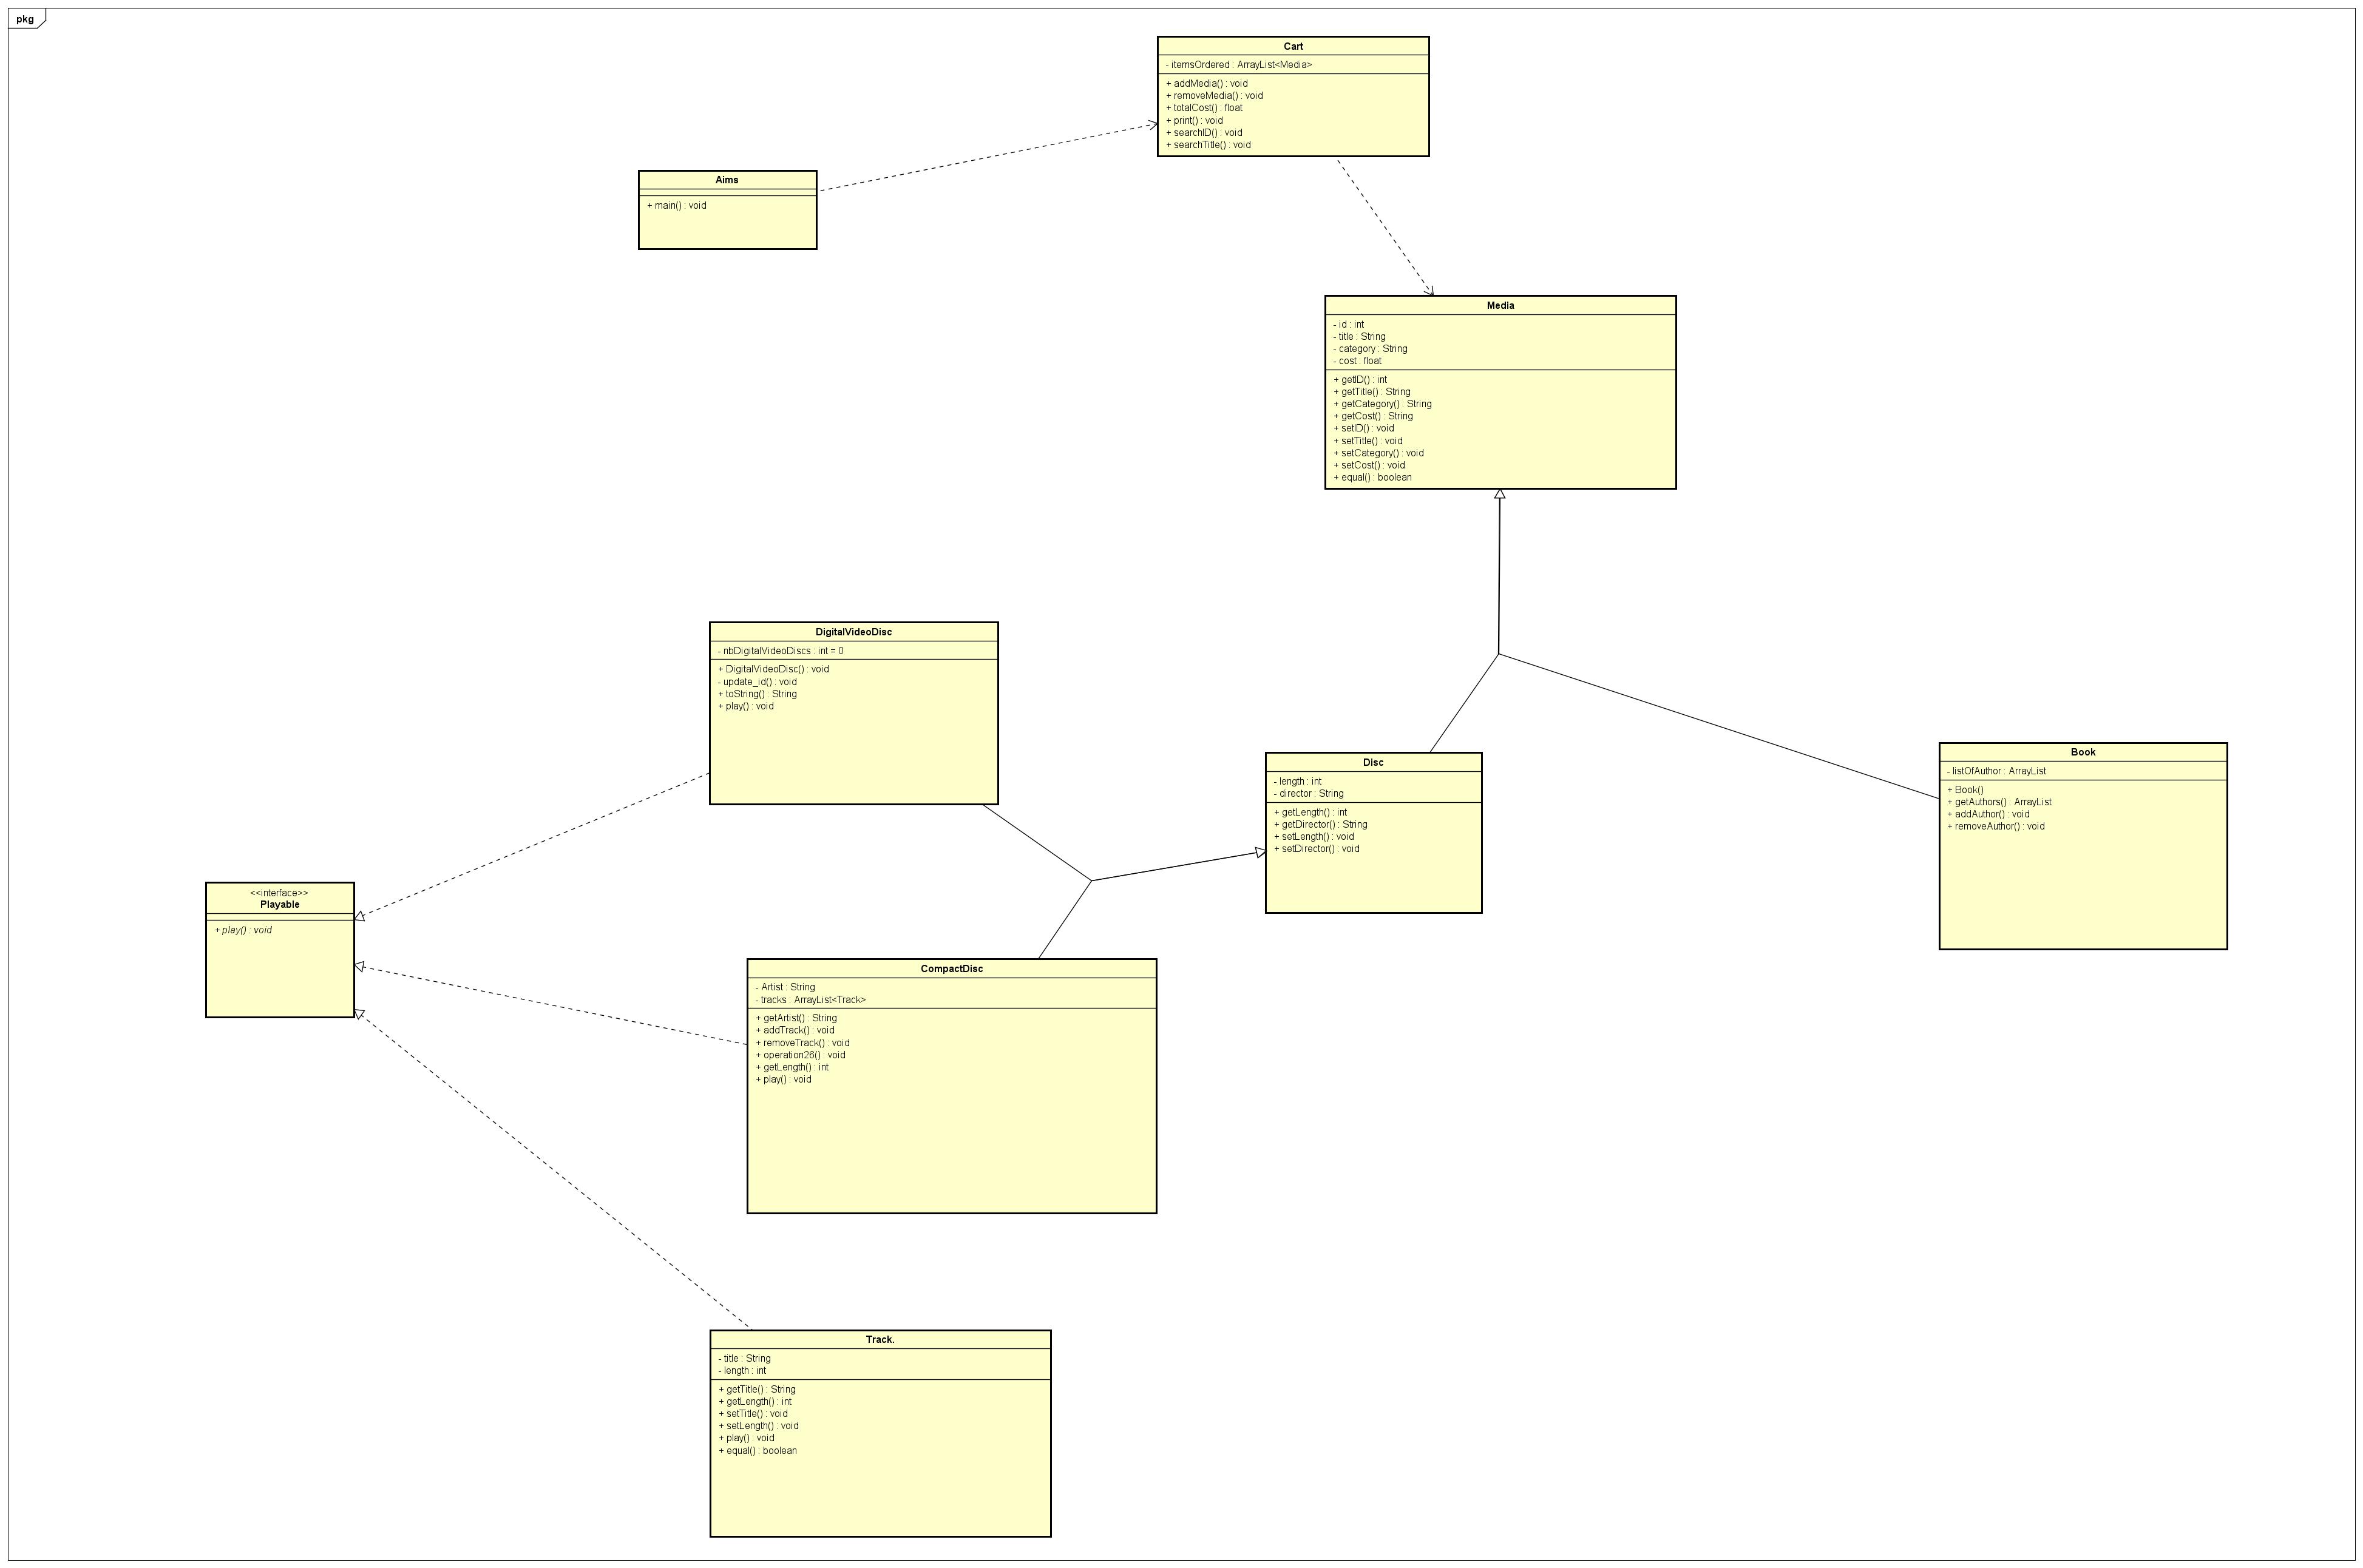 pkg
Cart
- itemsOrdered : ArrayList<Media>
+ addMedia() : void
+ removeMedia() : void
+ totalCost() : float
+ print() : void
+ searchID() : void
+ searchTitle() : void
Aims
+ main() : void
Media
- id : int
- title : String
- category : String
- cost : float
+ getID() : int
+ getTitle() : String
+ getCategory() : String
+ getCost() : String
+ setID() : void
+ setTitle() : void
+ setCategory() : void
+ setCost() : void
+ equal() : boolean
DigitalVideoDisc
- nbDigitalVideoDiscs : int = 0
+ DigitalVideoDisc() : void
- update_id() : void
+ toString() : String
+ play() : void
Disc
- length : int
- director : String
+ getLength() : int
+ getDirector() : String
+ setLength() : void
+ setDirector() : void
Book
- listOfAuthor : ArrayList
+ Book()
+ getAuthors() : ArrayList
+ addAuthor() : void
+ removeAuthor() : void
<<interface>>
Playable
+ play() : void
CompactDisc
- Artist : String
- tracks : ArrayList<Track>
+ getArtist() : String
+ addTrack() : void
+ removeTrack() : void
+ operation26() : void
+ getLength() : int
+ play() : void
Track.
- title : String
- length : int
+ getTitle() : String
+ getLength() : int
+ setTitle() : void
+ setLength() : void
+ play() : void
+ equal() : boolean